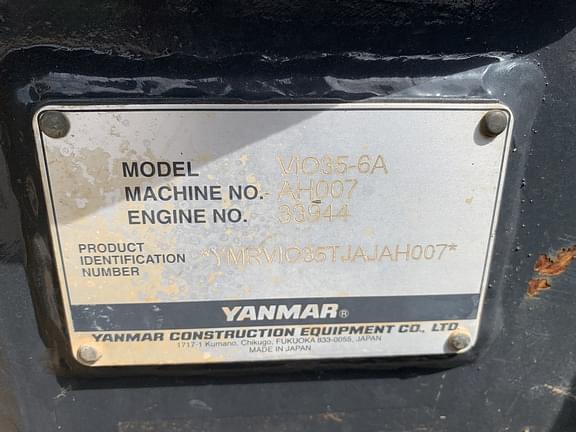 MODEL VIO35-6A
MACHINE NO. AH007
ENGINE NO. 33944
PRODUCT
IDENTIFICATION
NUMBER
*YMRVIO35TJAJAH007*
YANMAR®
YANMAR CONSTRUCTION EQUIPMENT CO., LTD.
1717-1 Kumano, Chikugo, FUKUOKA 833-0055, JAPAN
MADE IN JAPAN